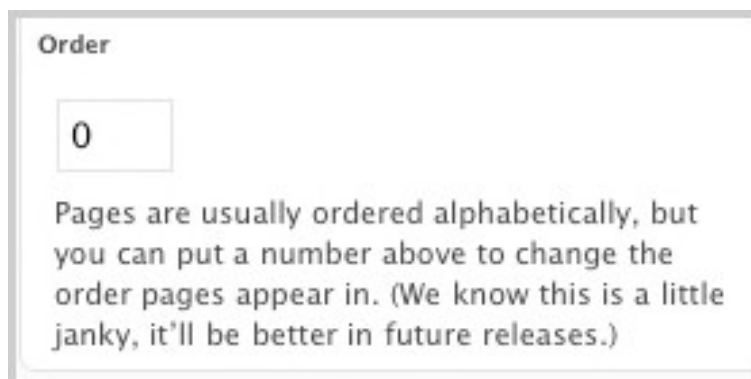 Order
0
Pages are usually ordered alphabetically, but
you can put a number above to change the
order pages appear in. (We know this is a little
janky, it'll be better in future releases.)